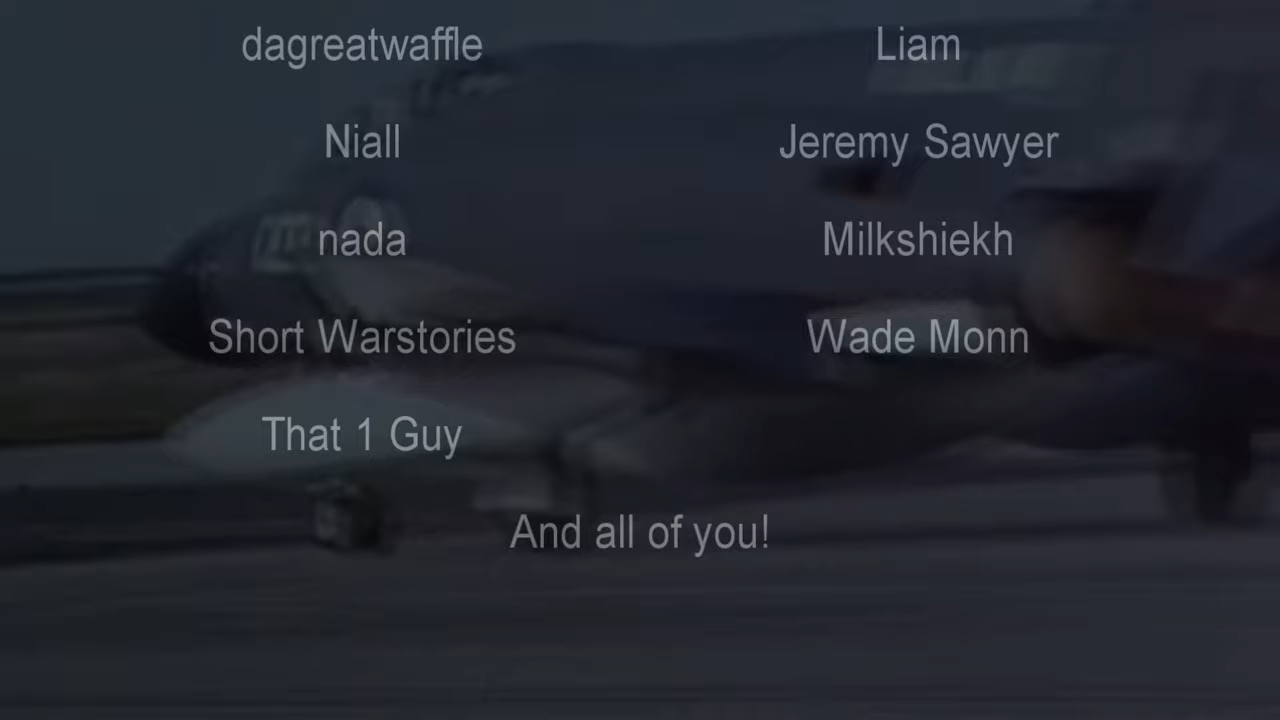 dagreatwaffle
Liam
Niall
Jeremy Sawyer
nada
Milkshiekh
Short Warstories
Wade Monn
That 1 Guy
And all of you!